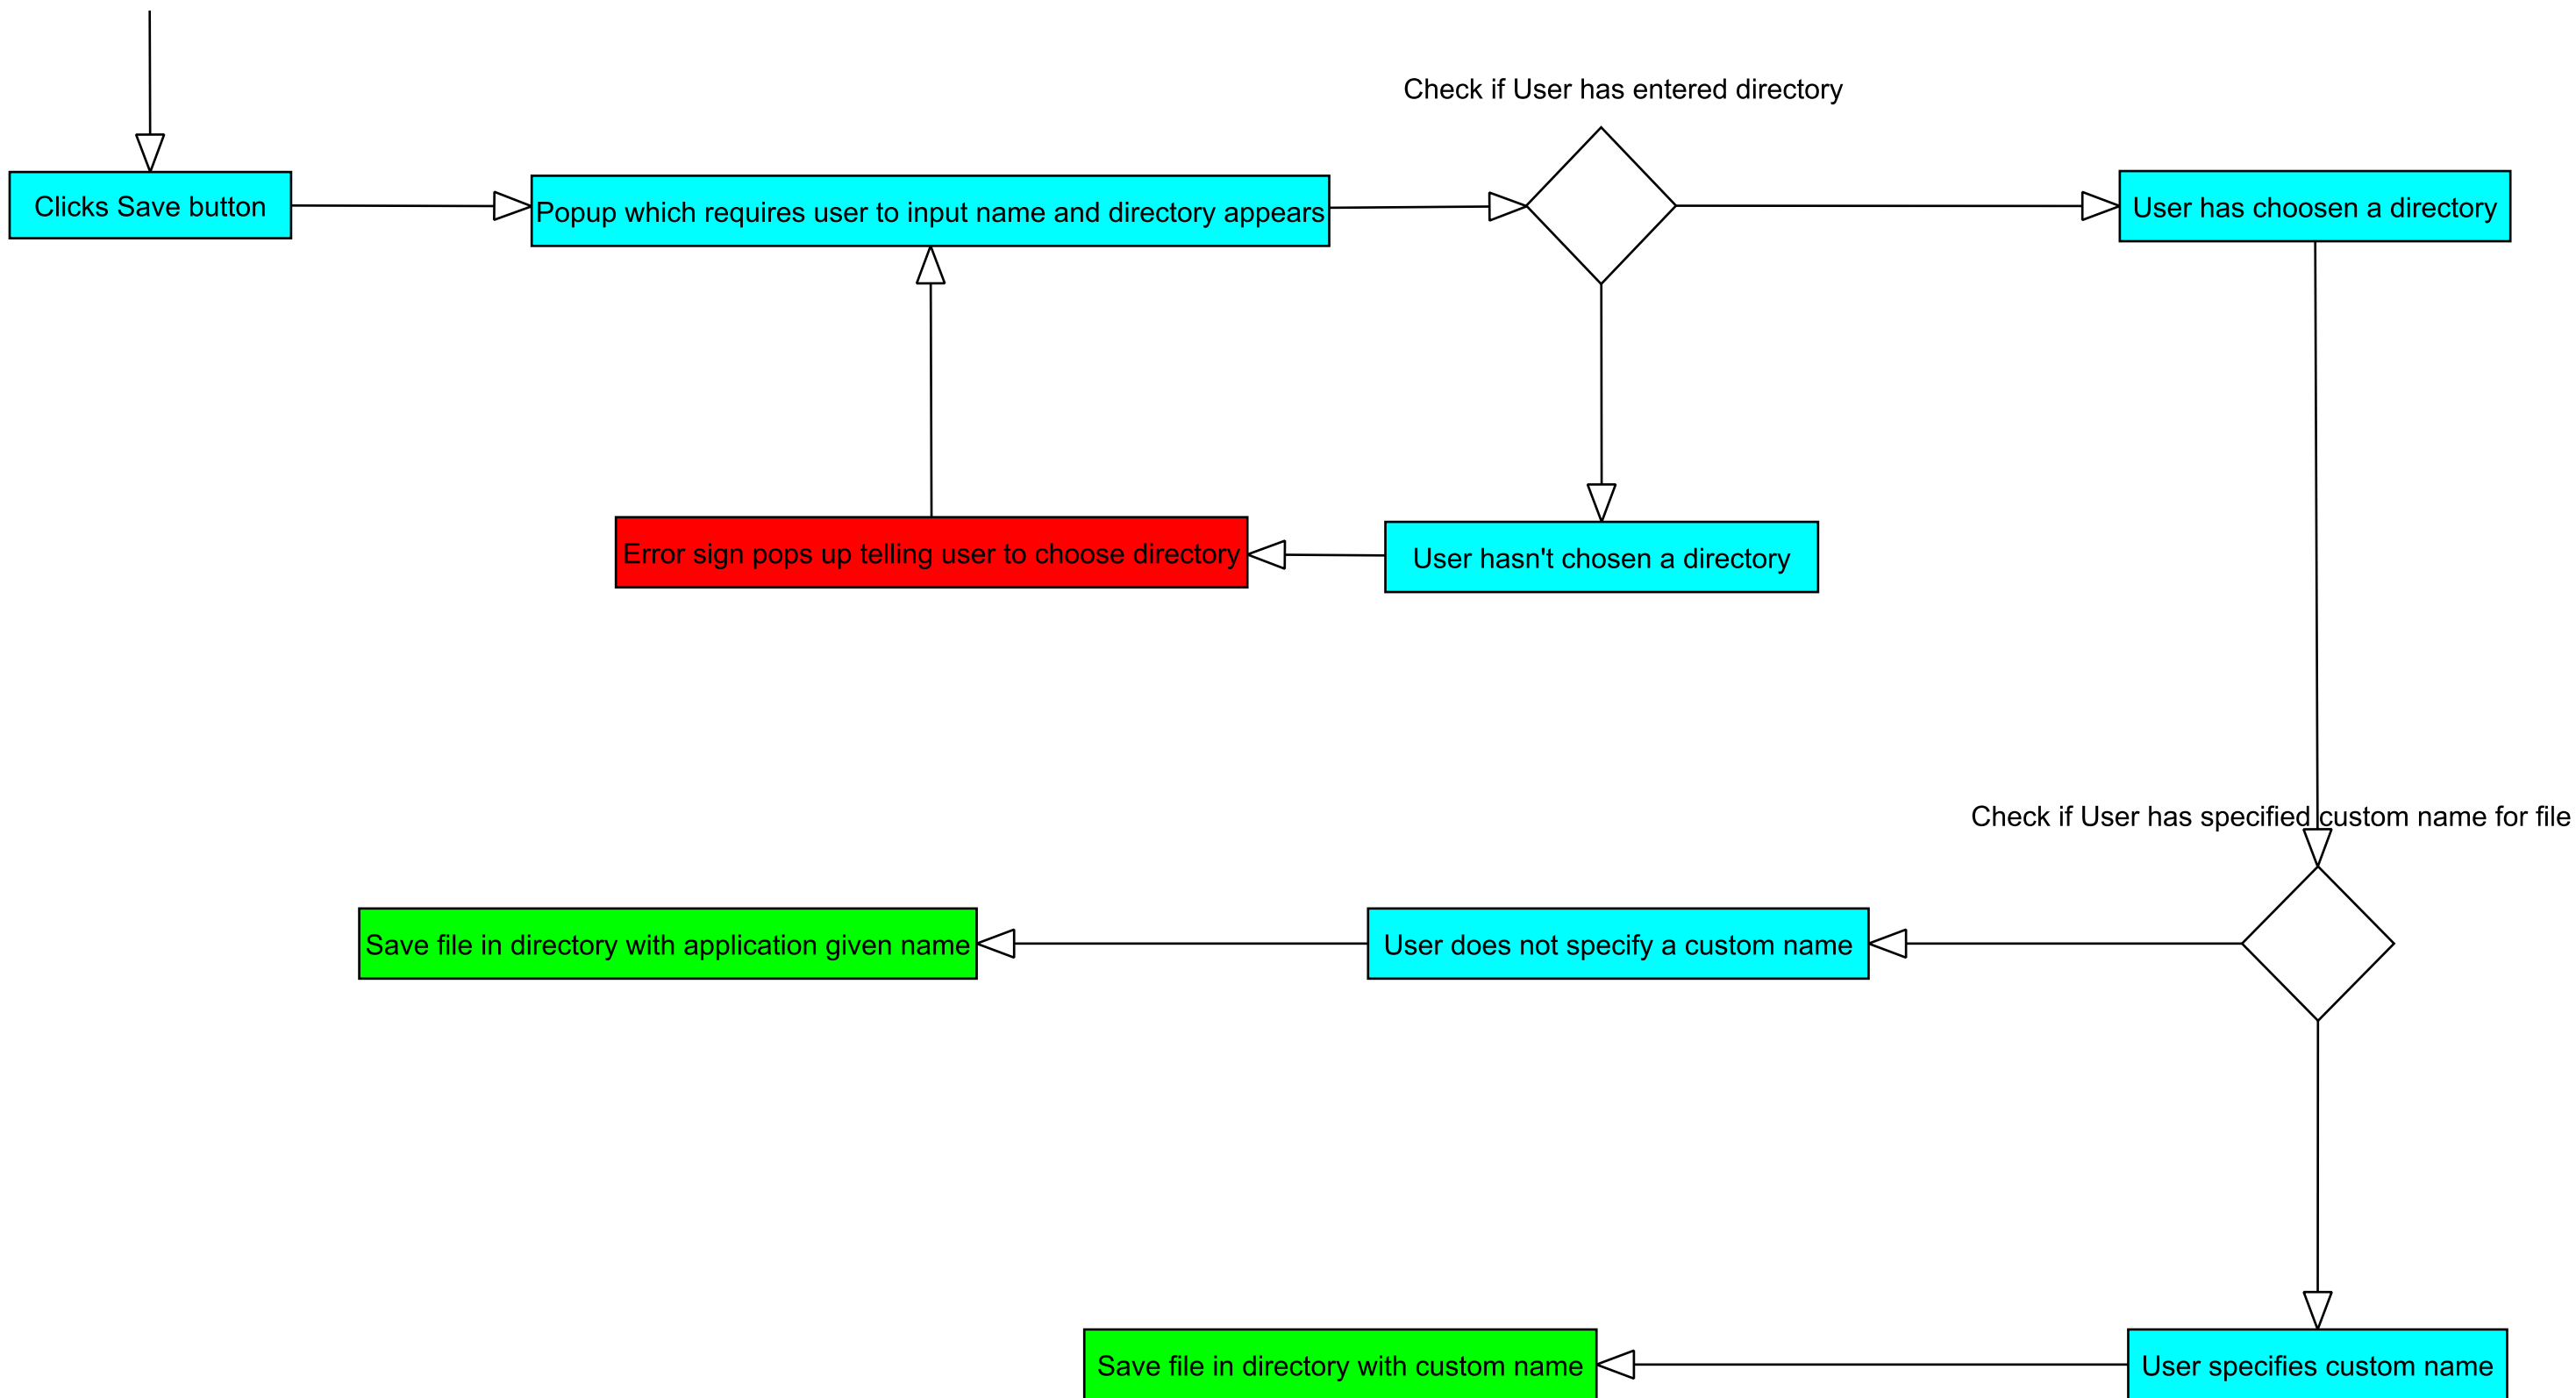 Check if User has entered directory
Clicks Save button
Popup which requires user to input name and directory appears
User has choosen a directory
Error sign pops up telling user to choose directory
User hasn't chosen a directory
Check if User has specified custom name for file
Save file in directory with application given name
User does not specify a custom name
Save file in directory with custom name
User specifies custom name